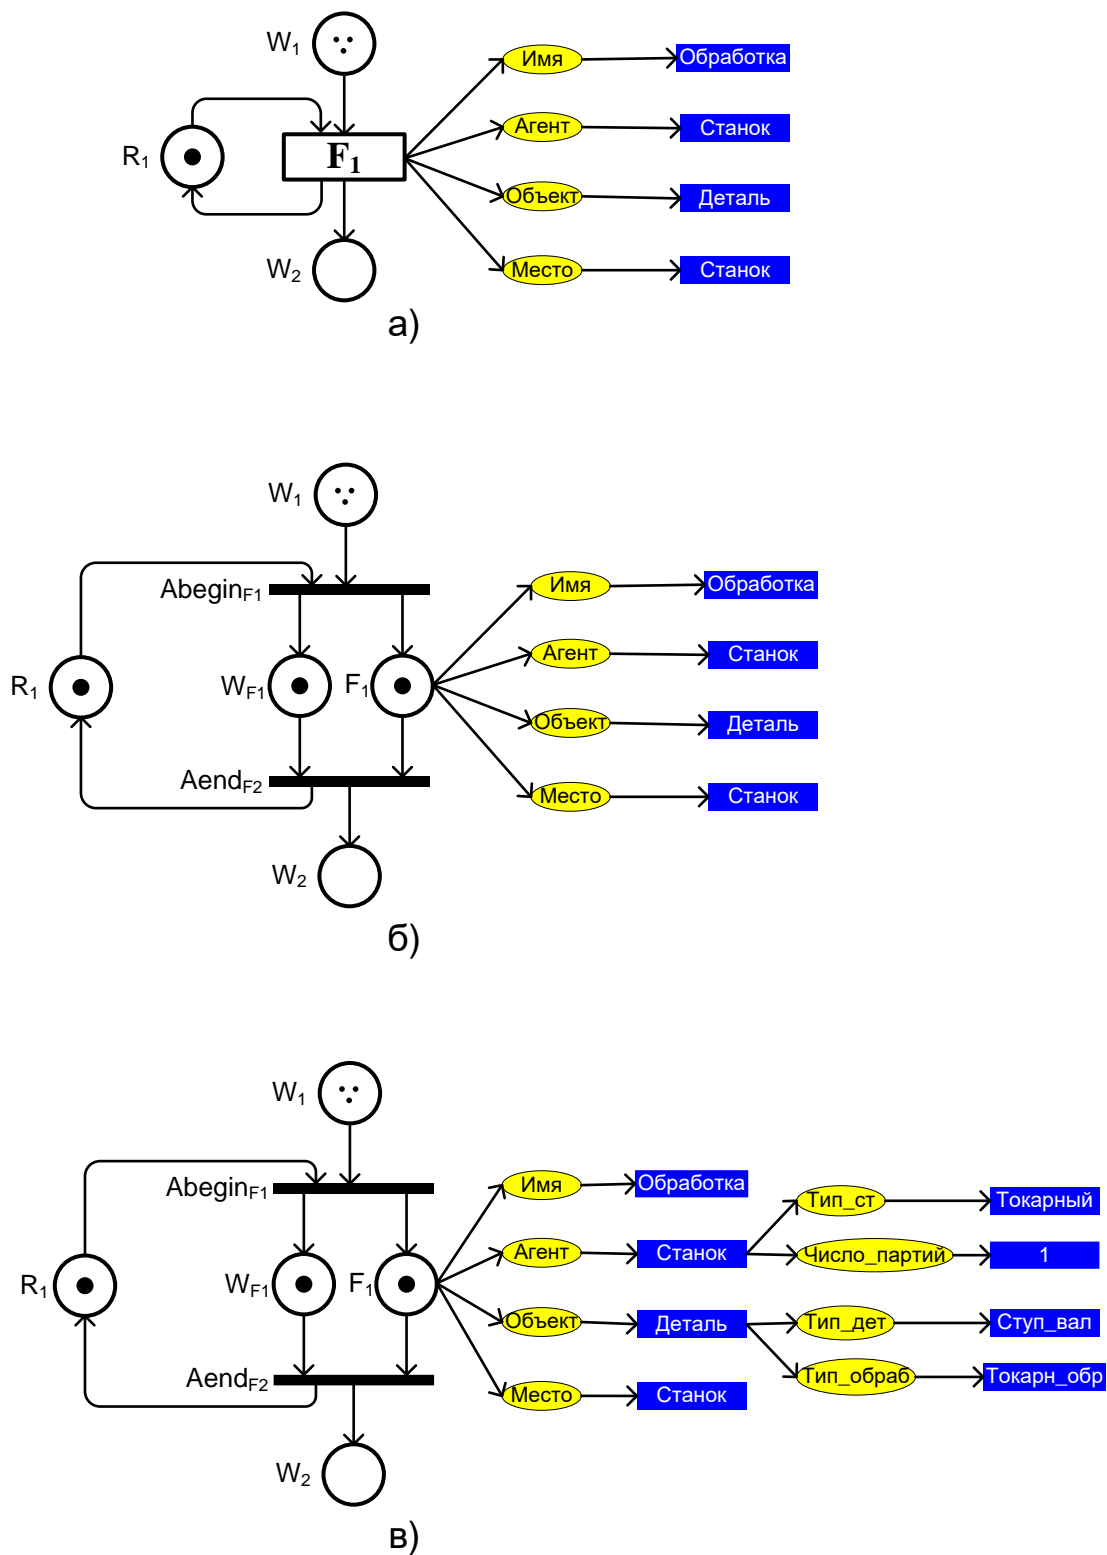 W1
Имя
Обработка
Агент
Станок
R1
F1
Объект
Деталь
W2
Место
Станок
а)
W1
AbeginF1
Имя
Обработка
Агент
Станок
R1
WF1
F1
Объект
Деталь
AendF2
Место
Станок
W2
б)
W1
AbeginF1
Имя
Обработка
Тип_ст
Токарный
Агент
Станок
Число_партий
1
R1
WF1
F1
Объект
Деталь
Тип_дет
Ступ_вал
AendF2
Тип_обраб
Токарн_обр
Место
Станок
W2
в)